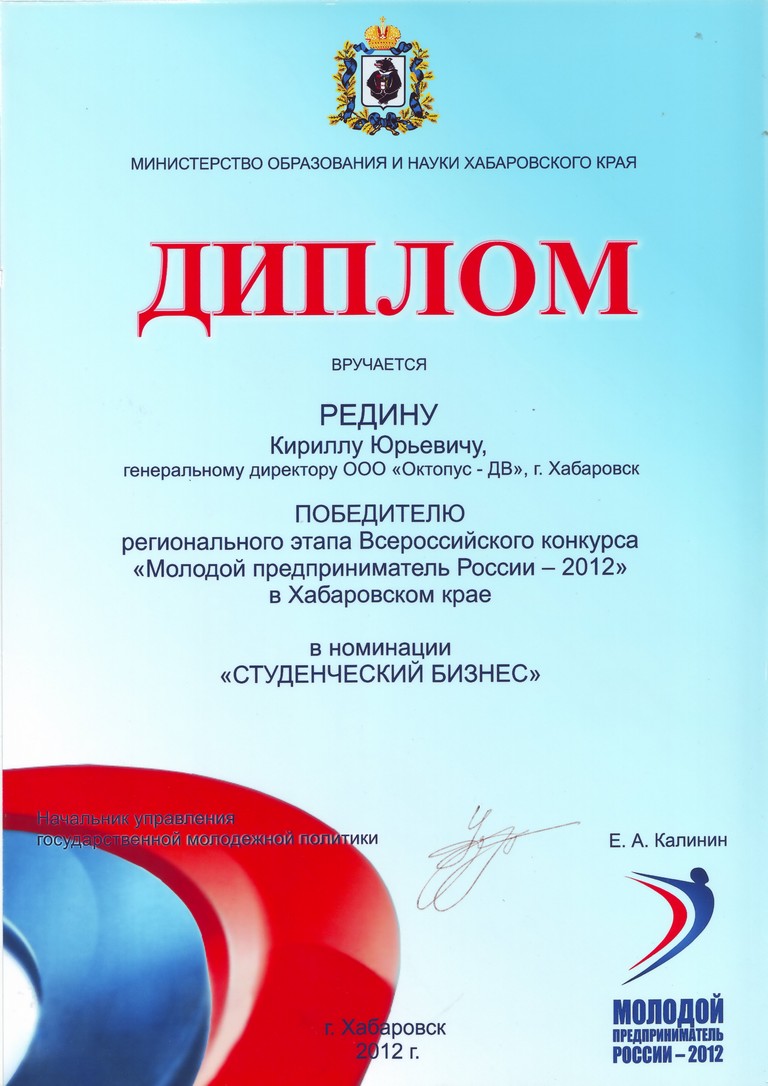 МИНИСТЕРСТВО ОБРАЗОВАНИЯ И НАУКИ ХАБАРОВСКОГО КРАЯ
ДИПЛОМ
ВРУЧАЕТСЯ
РЕДИНУ
Кириллу Юрьевичу,
генеральному директору ООО «Октопус - ДВ», г. Хабаровск
ПОБЕДИТЕЛЮ
регионального этапа Всероссийского конкурса
«Молодой предприниматель России – 2012»
в Хабаровском крае
в номинации
«СТУДЕНЧЕСКИЙ БИЗНЕС»
Начальник управления
государственной молодежной политики
Е. А. Калинин
МОЛОДОЙ
ПРЕДПРИНИМАТЕЛЬ
РОССИИ – 2012
г. Хабаровск
2012 г.